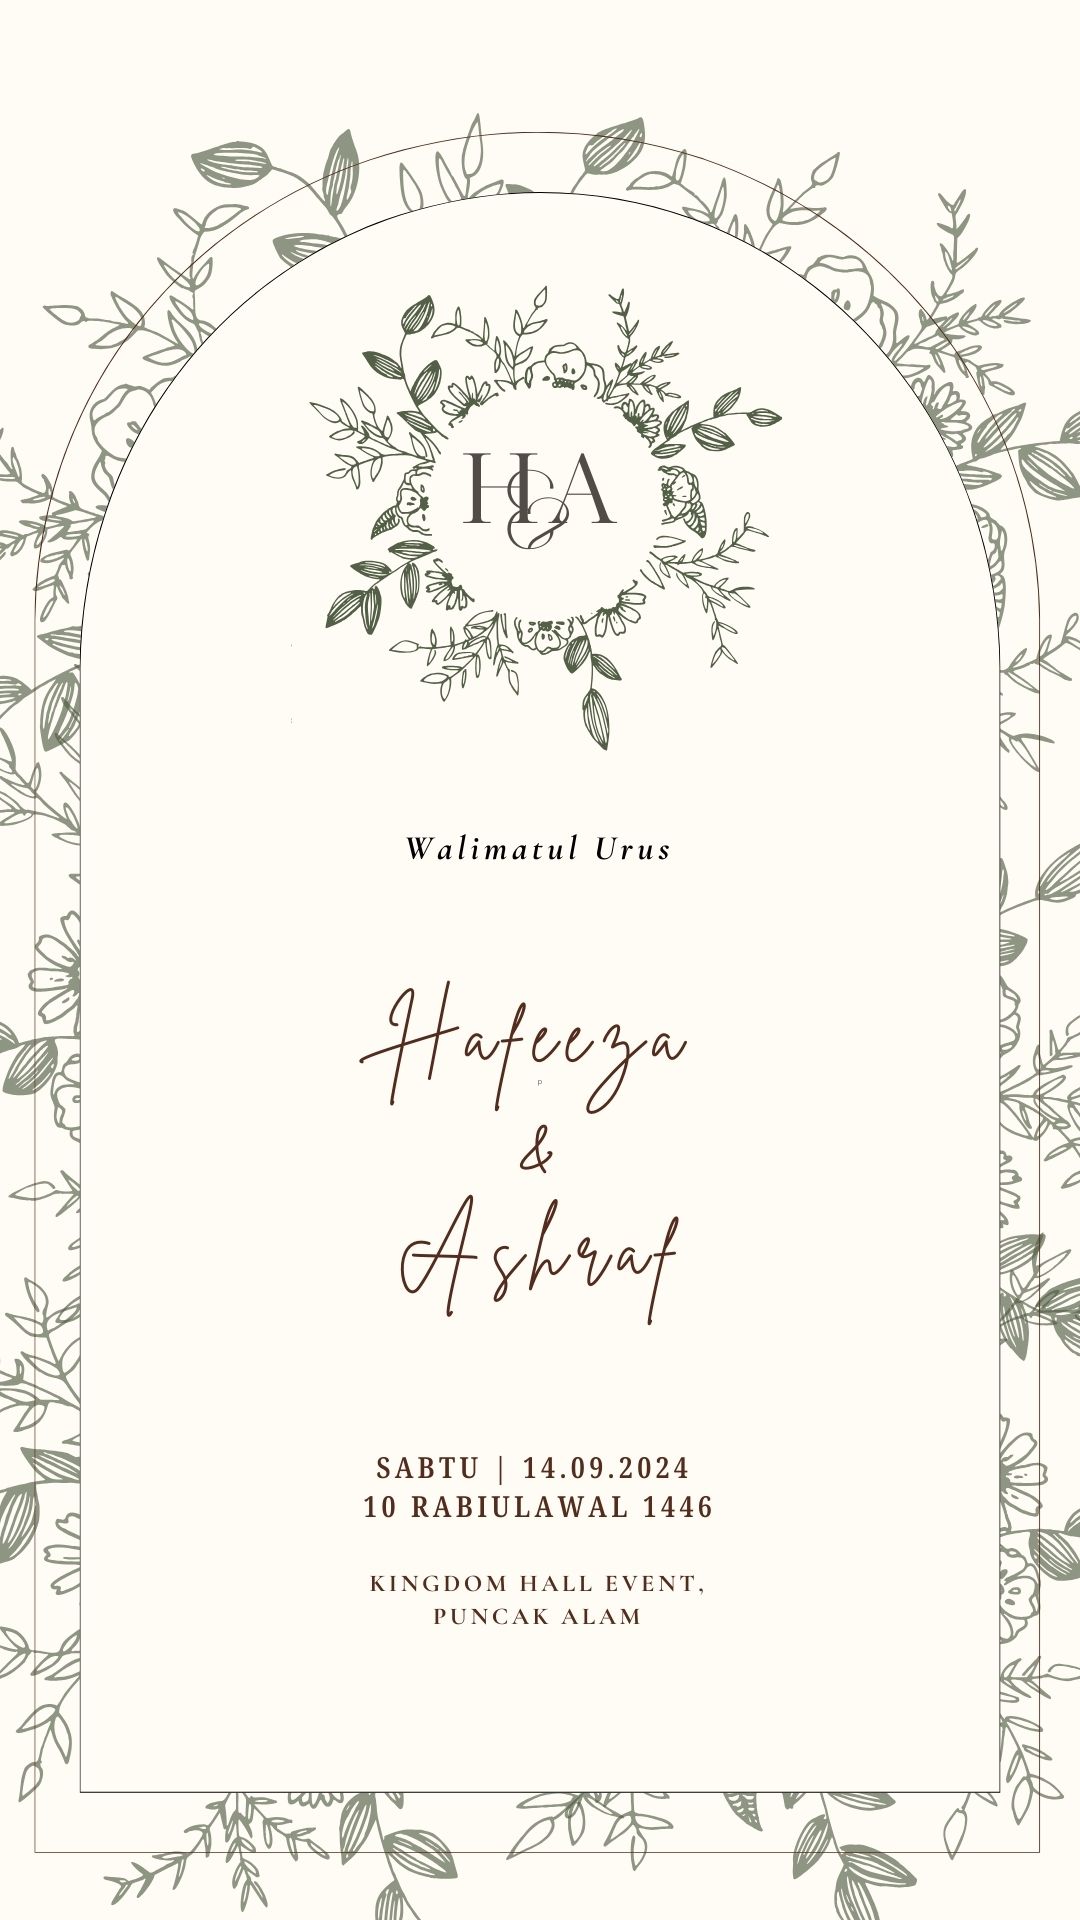 H&A
Walimatul Urus
Hafeeza
p
&
Ashraf
SABTU | 14.09.2024
10 RABIULAWAL 1446
KINGDOM HALL EVENT,
PUNCAK ALAM